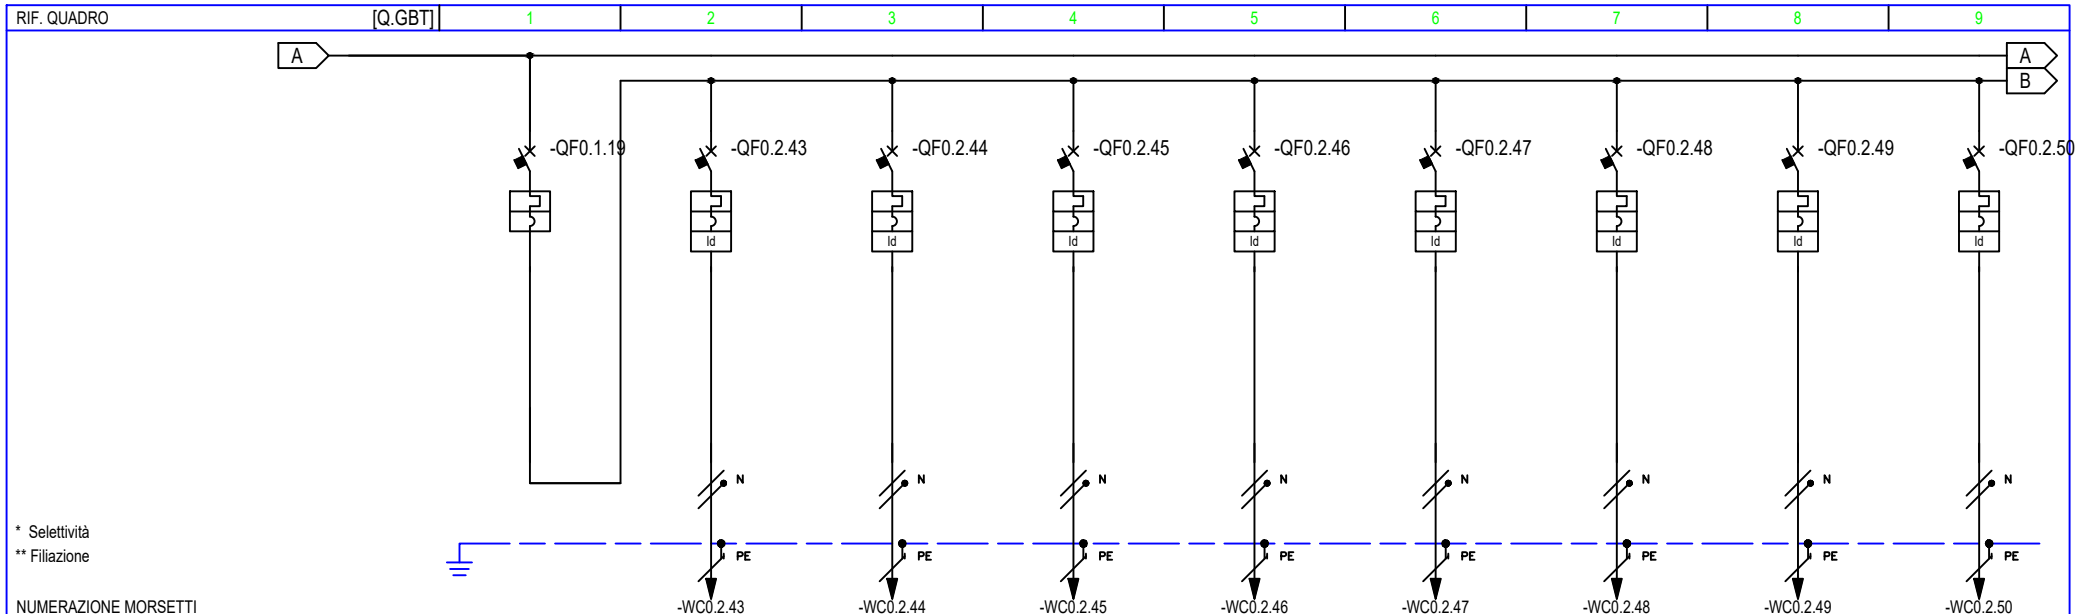 RIF. QUADRO [Q.GBT] 1 2 3 4 5 6 7 8 9
A A
B
-QF0.1.19 -QF0.2.43 -QF0.2.44 -QF0.2.45 -QF0.2.46 -QF0.2.47 -QF0.2.48 -QF0.2.49 -QF0.2.50
Id Id Id Id Id Id Id Id
N N N N N N N N
* Selettività
** Filiazione
PE PE PE PE PE PE PE PE
NUMERAZIONE MORSETTI -WC0.2.43 -WC0.2.44 -WC0.2.45 -WC0.2.46 -WC0.2.47 -WC0.2.48 -WC0.2.49 -WC0.2.50